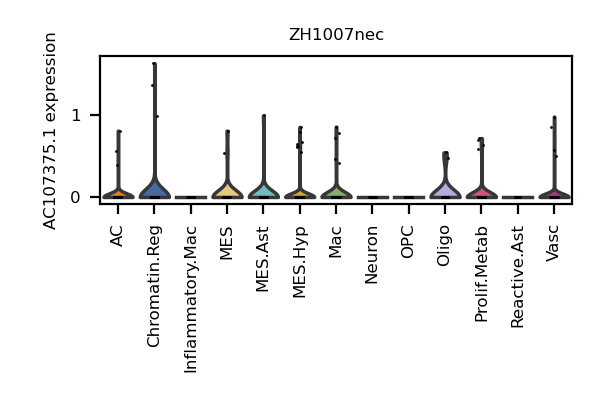 ZH1007nec
AC107375.1 expression
1
0
AC
Chromatin.Reg
Inflammatory.Mac
MES
MES.Ast
MES.Hyp
Mac
Neuron
OPC
Oligo
Prolif.Metab
Reactive.Ast
Vasc